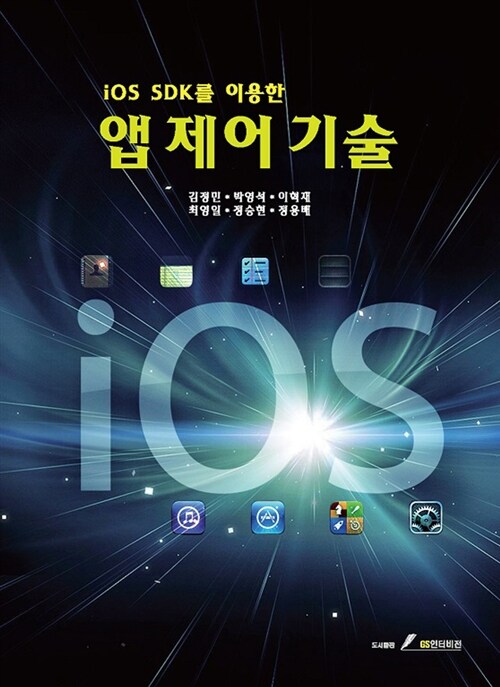 iOS SDK를 이용한
앱 제어 기술
김정민 • 박영석 • 이혁재
최영일 • 정승현 • 정용배
iOS
도서출판 GS인터비전